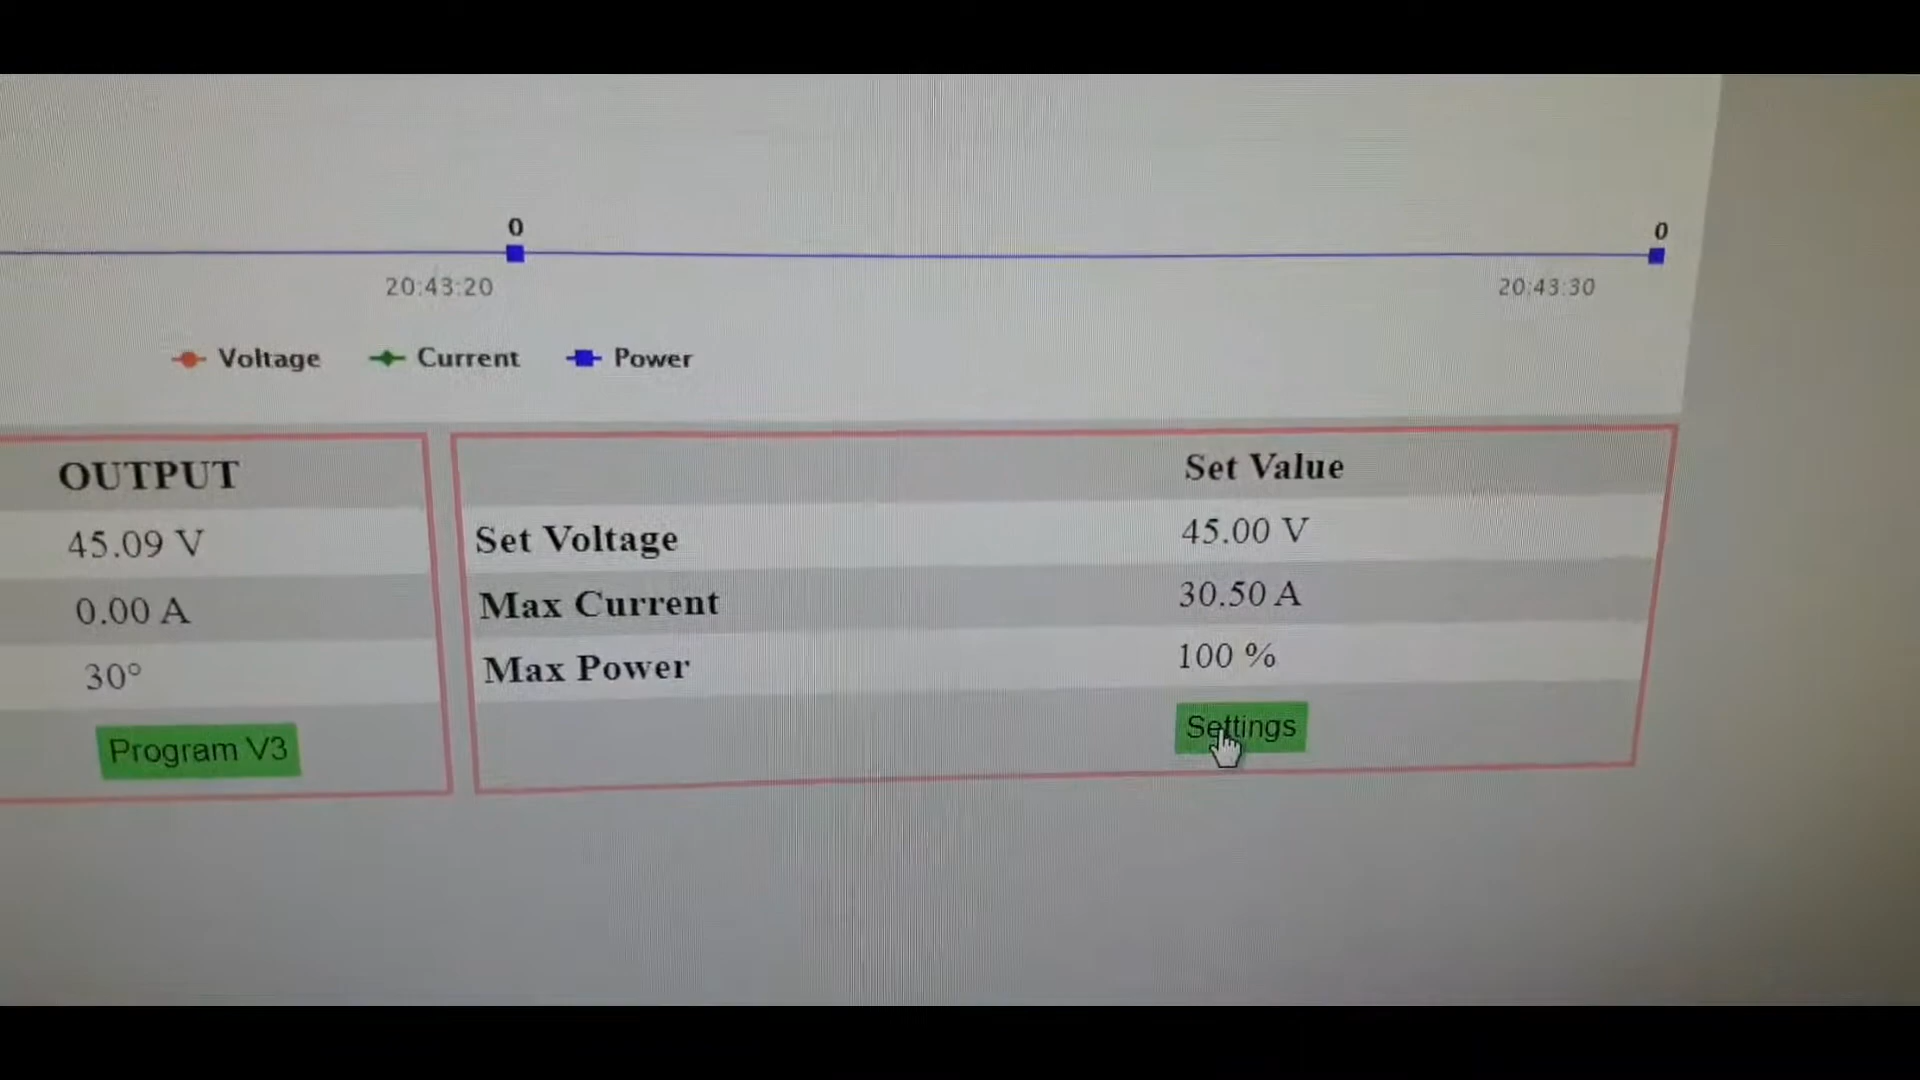 0 0
20:43:20 20:43:30
Voltage Current Power
OUTPUT
45.09 V
0.00 A
30°
Program V3
Set Value
Set Voltage 45.00 V
Max Current 30.50 A
Max Power 100 %
Settings